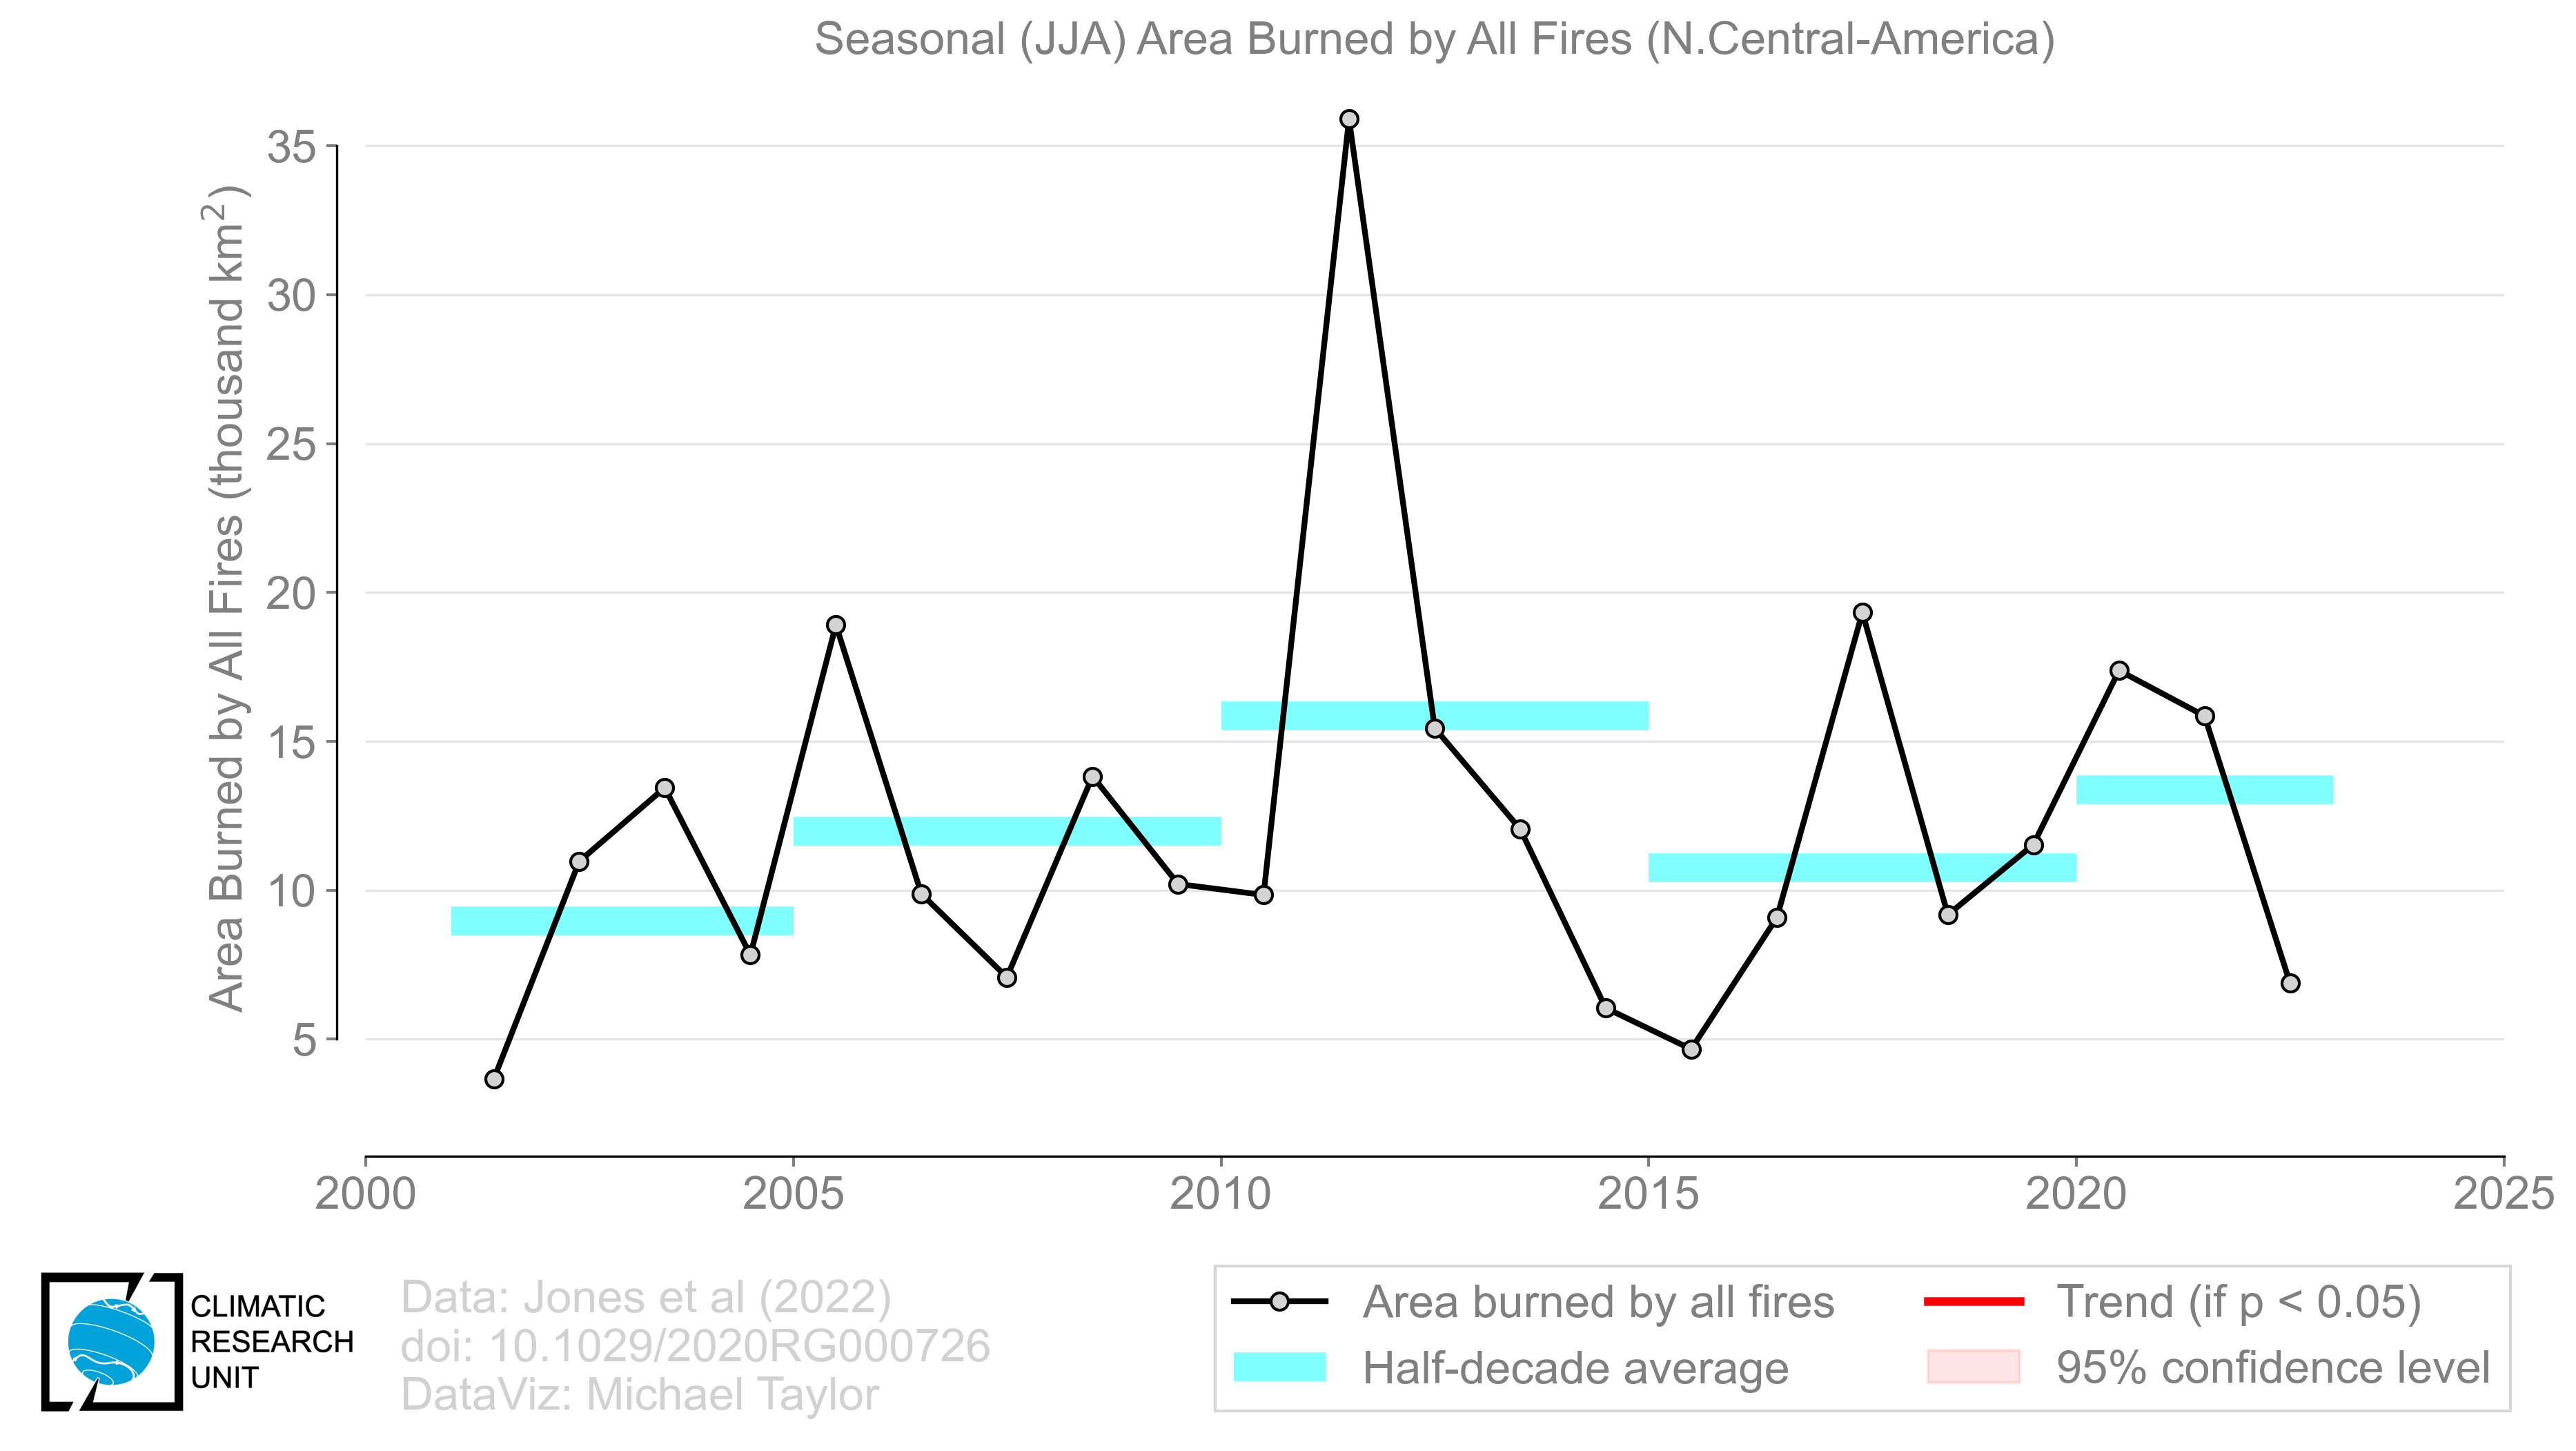 Seasonal (JJA) Area Burned by All Fires (N.Central-America)
Area Burned by All Fires (thousand km²)
35
30
25
20
15
10
5
2000 2005 2010 2015 2020 2025
CLIMATIC
RESEARCH
UNIT
Data: Jones et al (2022)
doi: 10.1029/2020RG000726
DataViz: Michael Taylor
Area burned by all fires
Half-decade average
Trend (if p < 0.05)
95% confidence level